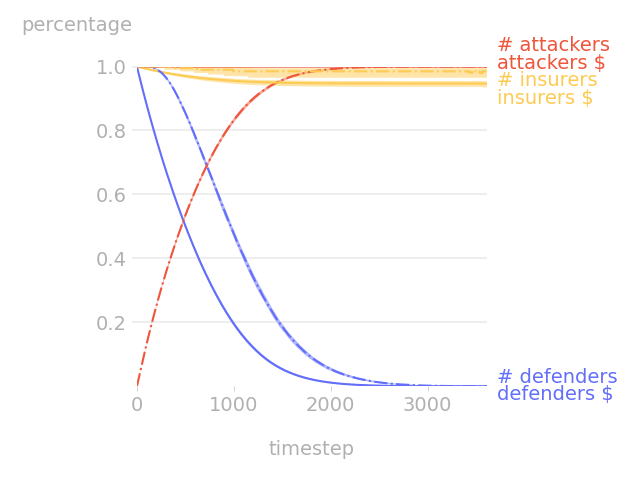 percentage
# attackers
attackers $
# insurers
insurers $
1.0
0.8
0.6
0.4
0.2
# defenders
defenders $
0 1000 2000 3000
timestep